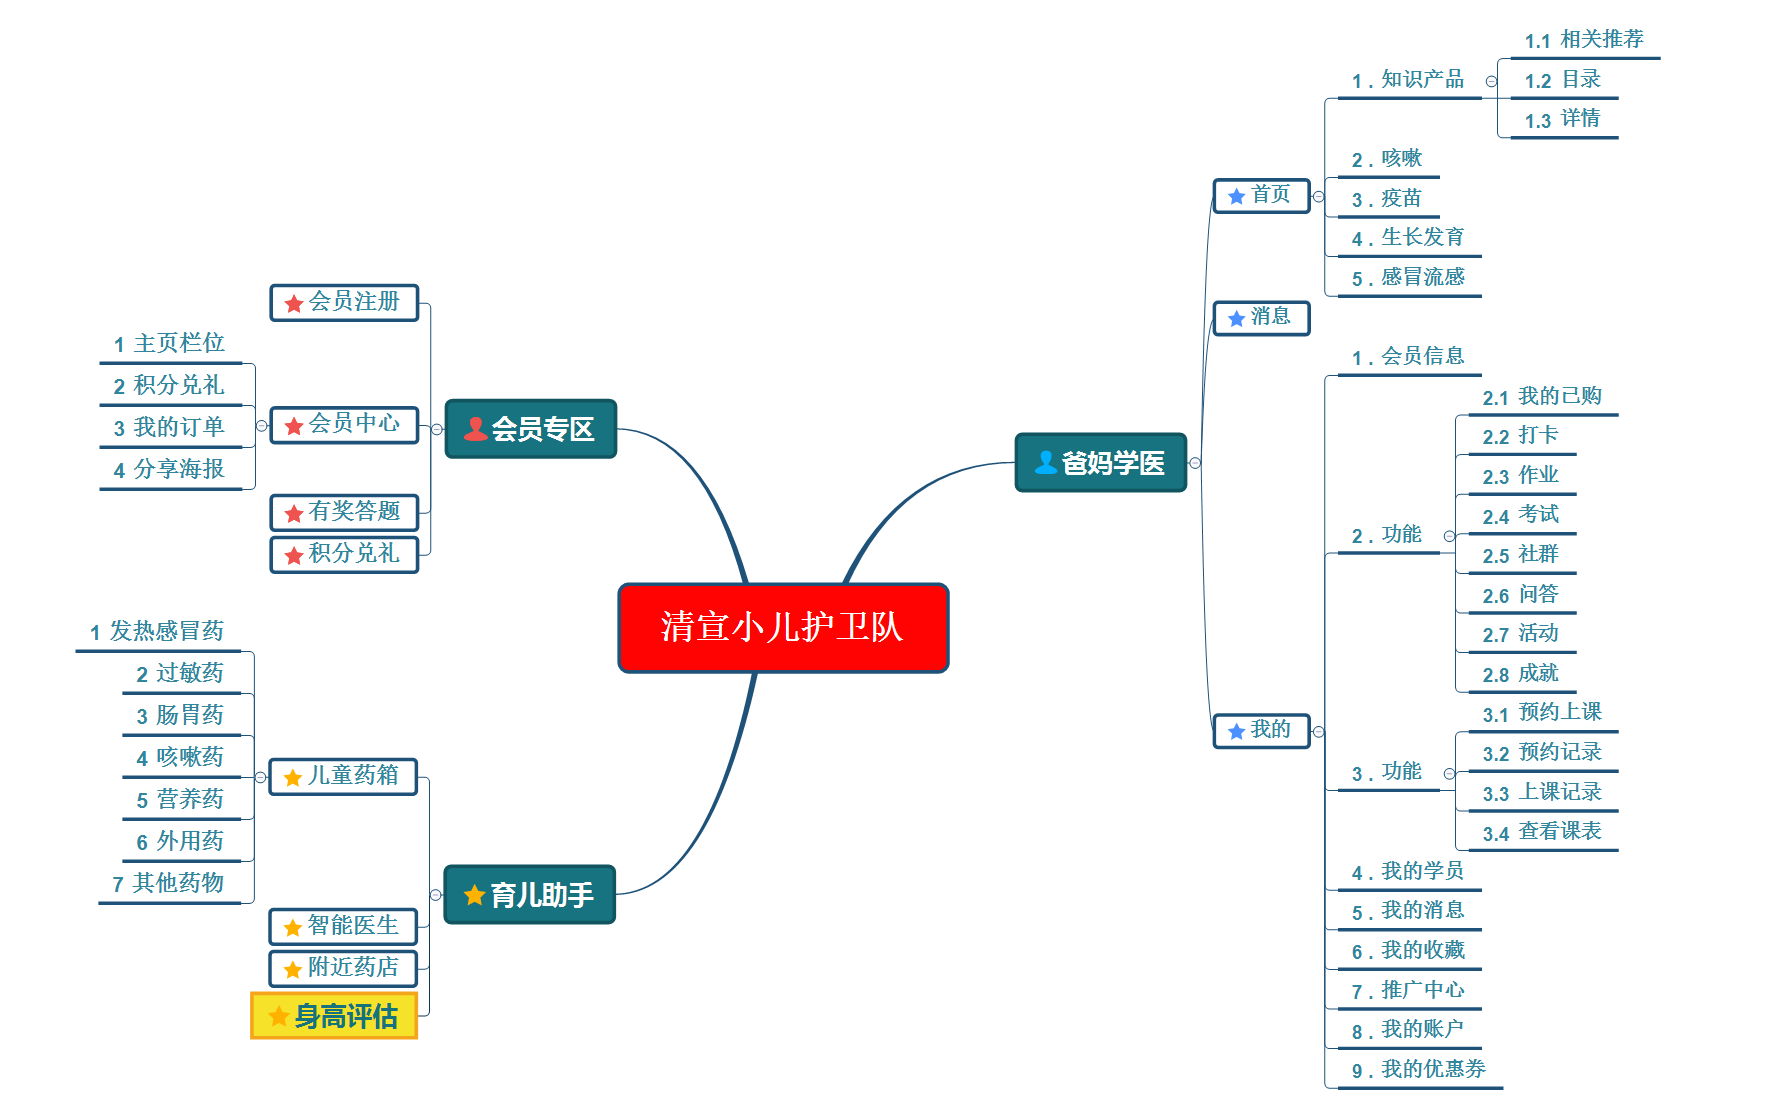 清宣小儿护卫队
爸妈学医
首页
1 . 知识产品
1.1 相关推荐
1.2 目录
1.3 详情
2 . 咳嗽
3 . 疫苗
4 . 生长发育
5 . 感冒流感
消息
我的
1 . 会员信息
2 . 功能
2.1 我的已购
2.2 打卡
2.3 作业
2.4 考试
2.5 社群
2.6 问答
2.7 活动
2.8 成就
3 . 功能
3.1 预约上课
3.2 预约记录
3.3 上课记录
3.4 查看课表
4 . 我的学员
5 . 我的消息
6 . 我的收藏
7 . 推广中心
8 . 我的账户
9 . 我的优惠券
会员专区
会员注册
会员中心
1 主页栏位
2 积分兑礼
3 我的订单
4 分享海报
有奖答题
积分兑礼
育儿助手
儿童药箱
1 发热感冒药
2 过敏药
3 肠胃药
4 咳嗽药
5 营养药
6 外用药
7 其他药物
智能医生
附近药店
身高评估